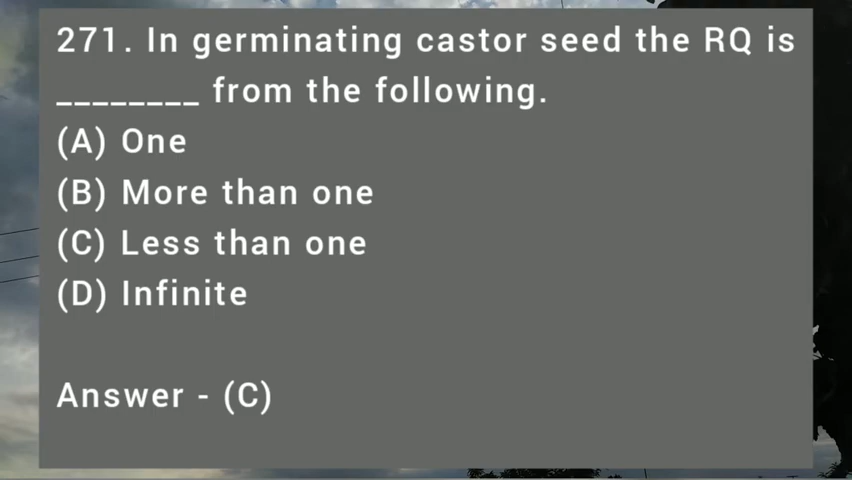 271. In germinating castor seed the RQ is
________ from the following.
(A) One
(B) More than one
(C) Less than one
(D) Infinite
Answer - (C)